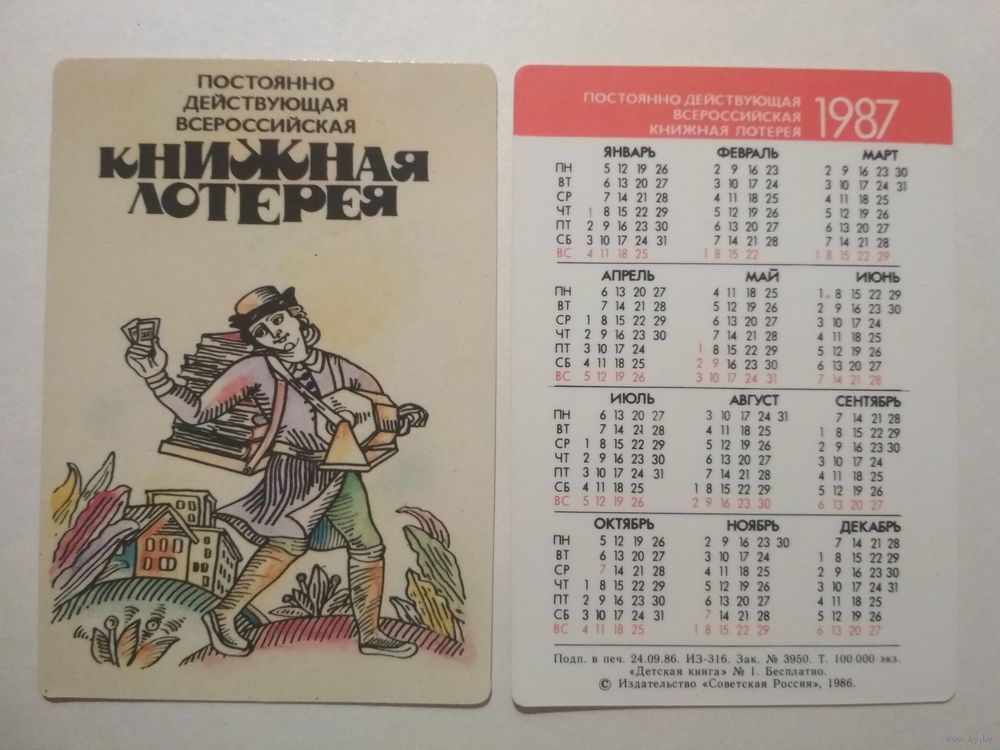 ПОСТОЯННО
ДЕЙСТВУЮЩАЯ
ВСЕРОССИЙСКАЯ
КНИЖНАЯ
ЛОТЕРЕЯ
ПОСТОЯННО ДЕЙСТВУЮЩАЯ
ВСЕРОССИЙСКАЯ
КНИЖНАЯ ЛОТЕРЕЯ
1987
ЯНВАРЬ ФЕВРАЛЬ МАРТ
ПН 5 12 19 26 2 9 16 23 2 9 16 23 30
ВТ 6 13 20 27 3 10 17 24 3 10 17 24 31
СР 7 14 21 28 4 11 18 25 4 11 18 25
ЧТ 1 8 15 22 29 5 12 19 26 5 12 19 26
ПТ 2 9 16 23 30 6 13 20 27 6 13 20 27
СБ 3 10 17 24 31 7 14 21 28 7 14 21 28
ВС 4 11 18 25 1 8 15 22 1 8 15 22 29
АПРЕЛЬ МАЙ ИЮНЬ
ПН 6 13 20 27 4 11 18 25 1 8 15 22 29
ВТ 7 14 21 28 5 12 19 26 2 9 16 23 30
СР 1 8 15 22 29 6 13 20 27 3 10 17 24
ЧТ 2 9 16 23 30 7 14 21 28 4 11 18 25
ПТ 3 10 17 24 1 8 15 22 29 5 12 19 26
СБ 4 11 18 25 2 9 16 23 30 6 13 20 27
ВС 5 12 19 26 3 10 17 24 31 7 14 21 28
ИЮЛЬ АВГУСТ СЕНТЯБРЬ
ПН 6 13 20 27 3 10 17 24 31 7 14 21 28
ВТ 7 14 21 28 4 11 18 25 1 8 15 22 29
СР 1 8 15 22 29 5 12 19 26 2 9 16 23 30
ЧТ 2 9 16 23 30 6 13 20 27 3 10 17 24
ПТ 3 10 17 24 31 7 14 21 28 4 11 18 25
СБ 4 11 18 25 1 8 15 22 29 5 12 19 26
ВС 5 12 19 26 2 9 16 23 30 6 13 20 27
ОКТЯБРЬ НОЯБРЬ ДЕКАБРЬ
ПН 5 12 19 26 2 9 16 23 30 7 14 21 28
ВТ 6 13 20 27 3 10 17 24 1 8 15 22 29
СР 7 14 21 28 4 11 18 25 2 9 16 23 30
ЧТ 1 8 15 22 29 5 12 19 26 3 10 17 24 31
ПТ 2 9 16 23 30 6 13 20 27 4 11 18 25
СБ 3 10 17 24 31 7 14 21 28 5 12 19 26
ВС 4 11 18 25 1 8 15 22 29 6 13 20 27
Подп. в печ. 24.09.86. ИЗ-316. Зак. № 3950. Т. 100 000 экз.
«Детская книга» № 1. Бесплатно.
© Издательство «Советская Россия», 1986.
www.ay.by